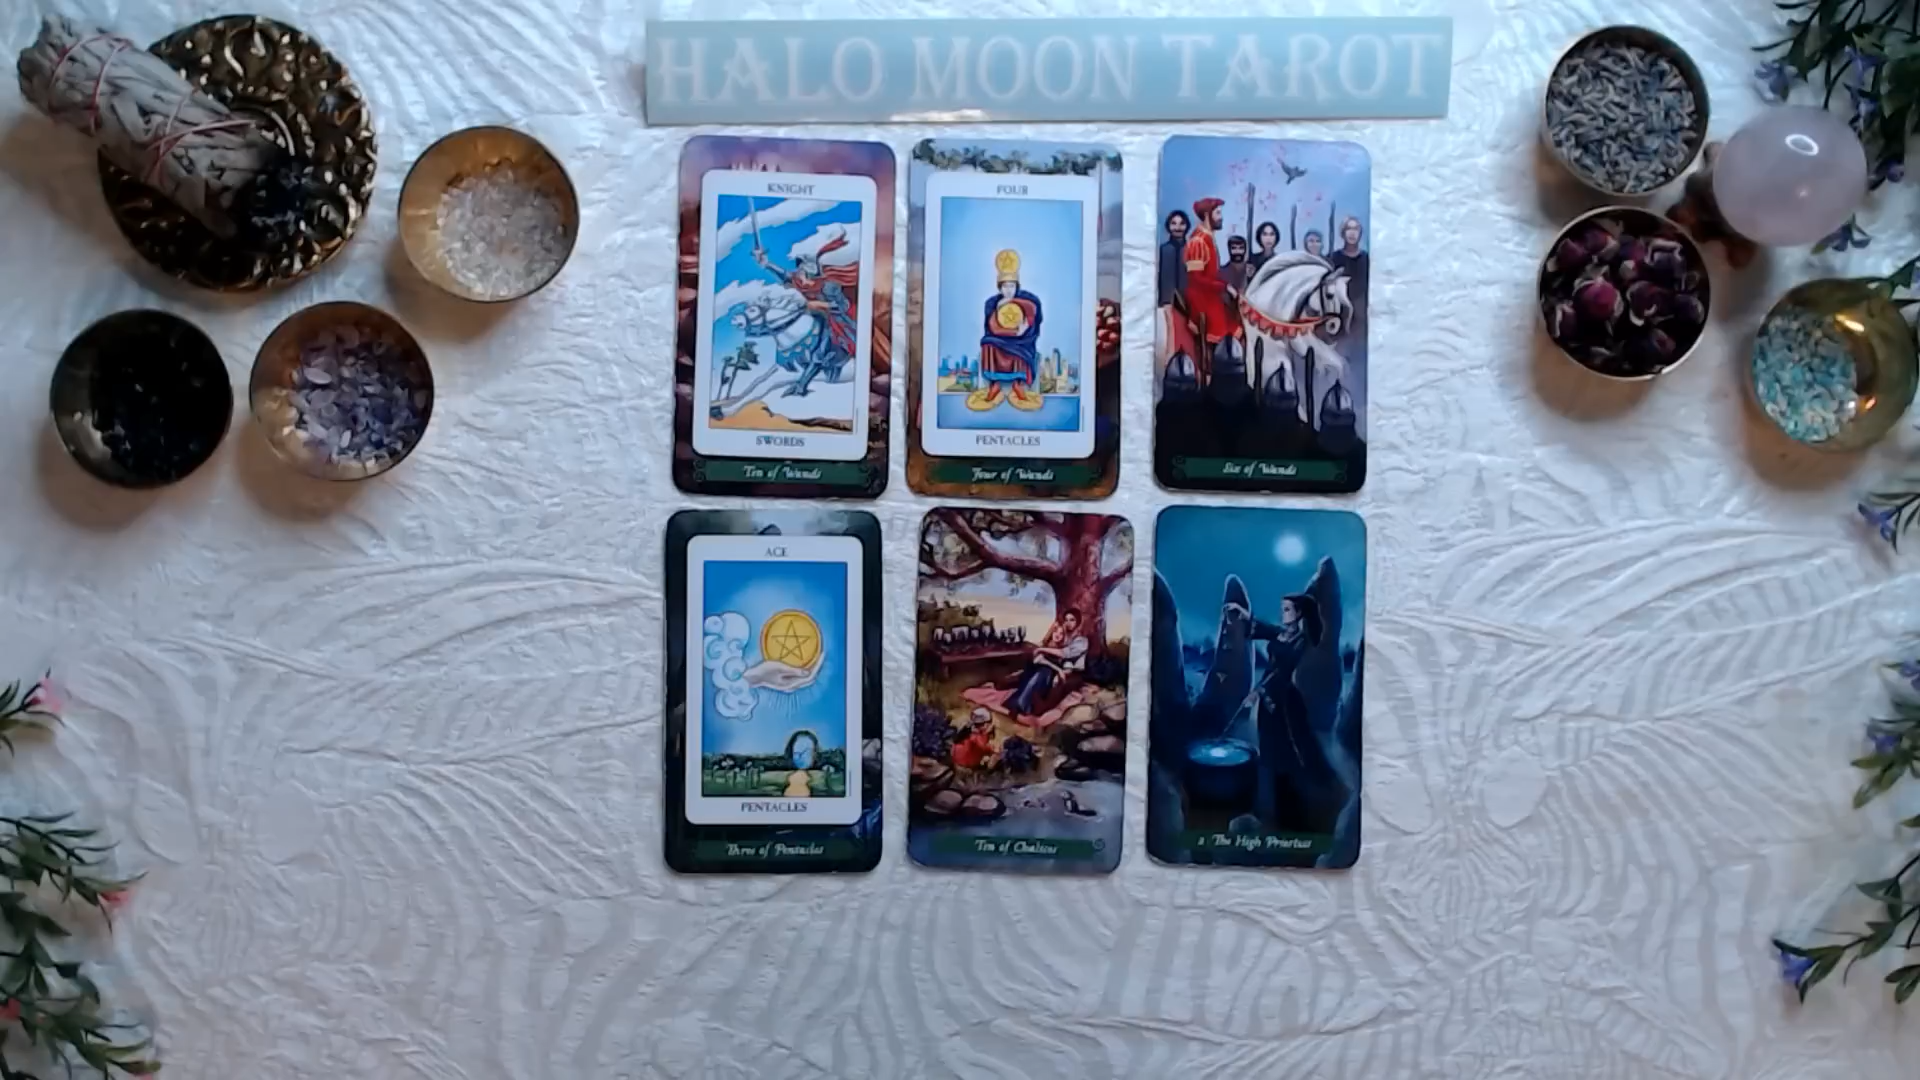 HALO MOON TAROT
KNIGHT
SWORDS
Ten of Wands
FOUR
PENTACLES
Four of Wands
Six of Wands
ACE
PENTACLES
Three of Pentacles
Ten of Chalices
2 The High Priestess